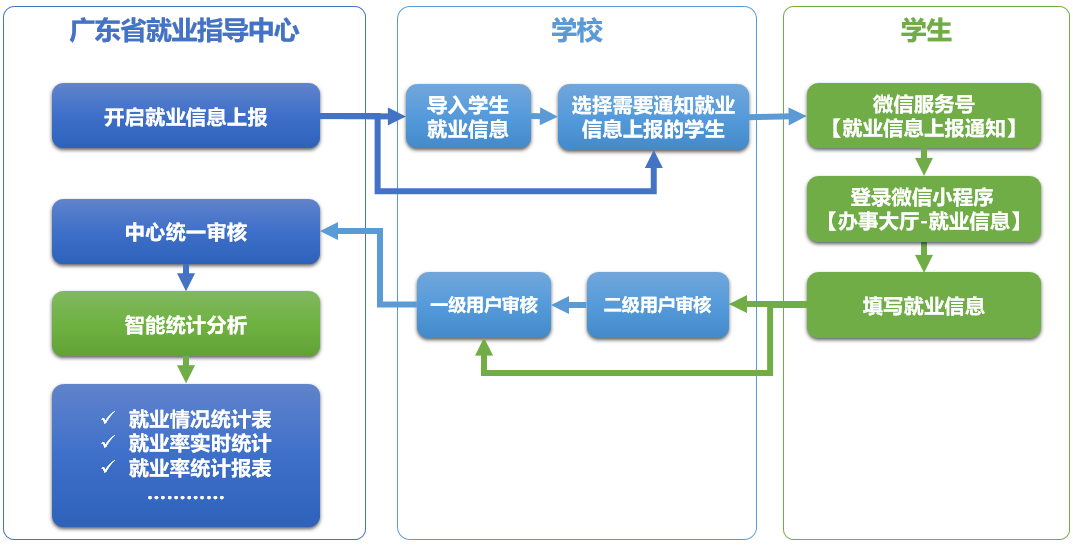 广东省就业指导中心
开启就业信息上报
中心统一审核
智能统计分析
✓ 就业情况统计表
✓ 就业率实时统计
✓ 就业率统计报表
…………
学校
导入学生
就业信息
选择需要通知就业
信息上报的学生
一级用户审核
二级用户审核
学生
微信服务号
【就业信息上报通知】
登录微信小程序
【办事大厅-就业信息】
填写就业信息